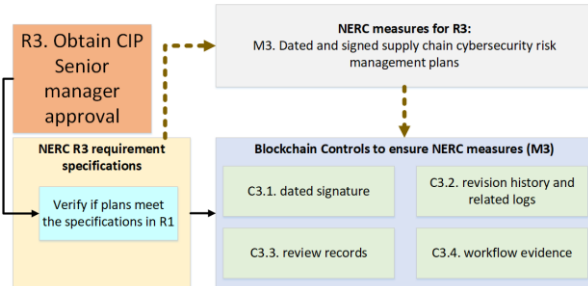 R3. Obtain CIP
Senior
manager
approval
NERC measures for R3:
M3. Dated and signed supply chain cybersecurity risk
management plans
NERC R3 requirement
specifications
Verify if plans meet
the specifications in R1
Blockchain Controls to ensure NERC measures (M3)
C3.1. dated signature
C3.2. revision history and
related logs
C3.3. review records
C3.4. workflow evidence